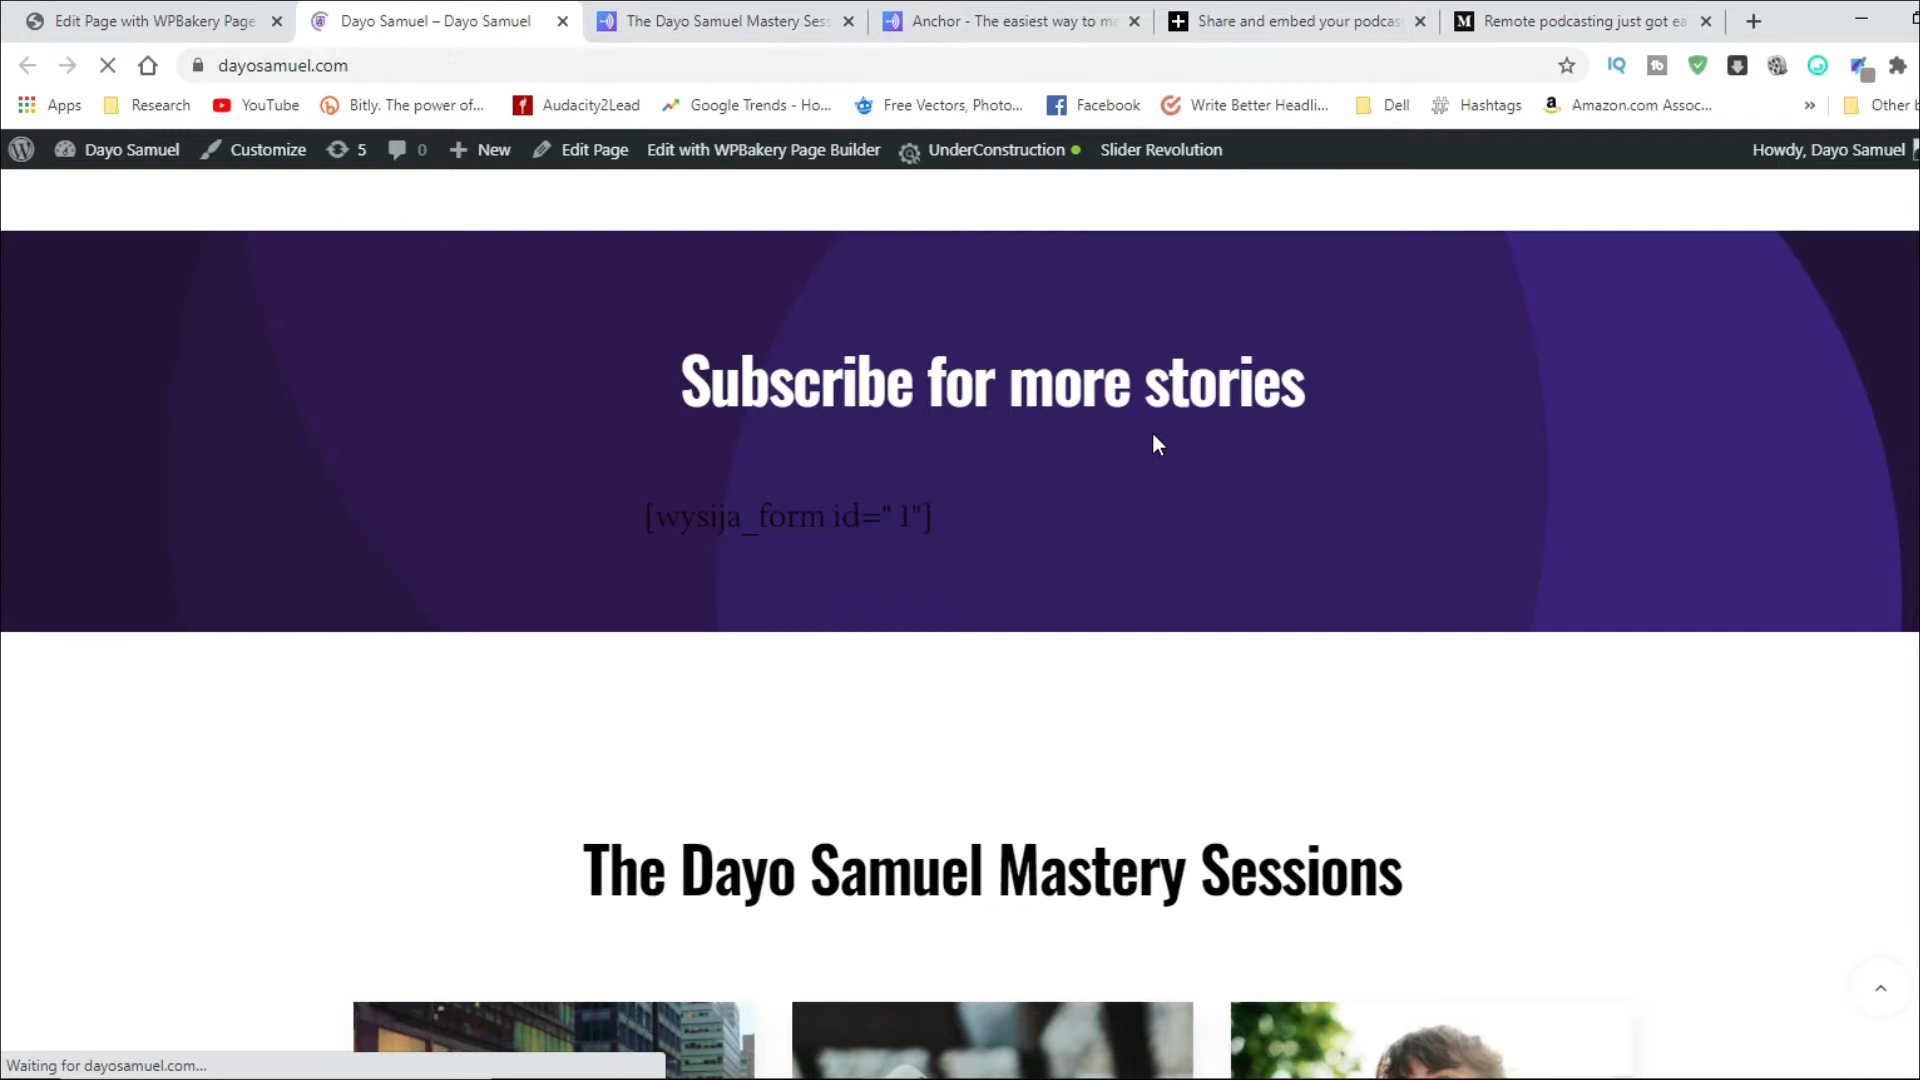 Edit Page with WPBakery Page
Dayo Samuel – Dayo Samuel
The Dayo Samuel Mastery Ses
Anchor - The easiest way to m
Share and embed your podcas
Remote podcasting just got ea
dayosamuel.com
Apps
Research
YouTube
Bitly. The power of...
Audacity2Lead
Google Trends - Ho...
Free Vectors, Photo...
Facebook
Write Better Headli...
Dell
Hashtags
Amazon.com Assoc...
Other b
Dayo Samuel
Customize
5
0
New
Edit Page
Edit with WPBakery Page Builder
UnderConstruction
Slider Revolution
Howdy, Dayo Samuel
Subscribe for more stories
[wysija_form id=" 1"]
The Dayo Samuel Mastery Sessions
Waiting for dayosamuel.com...